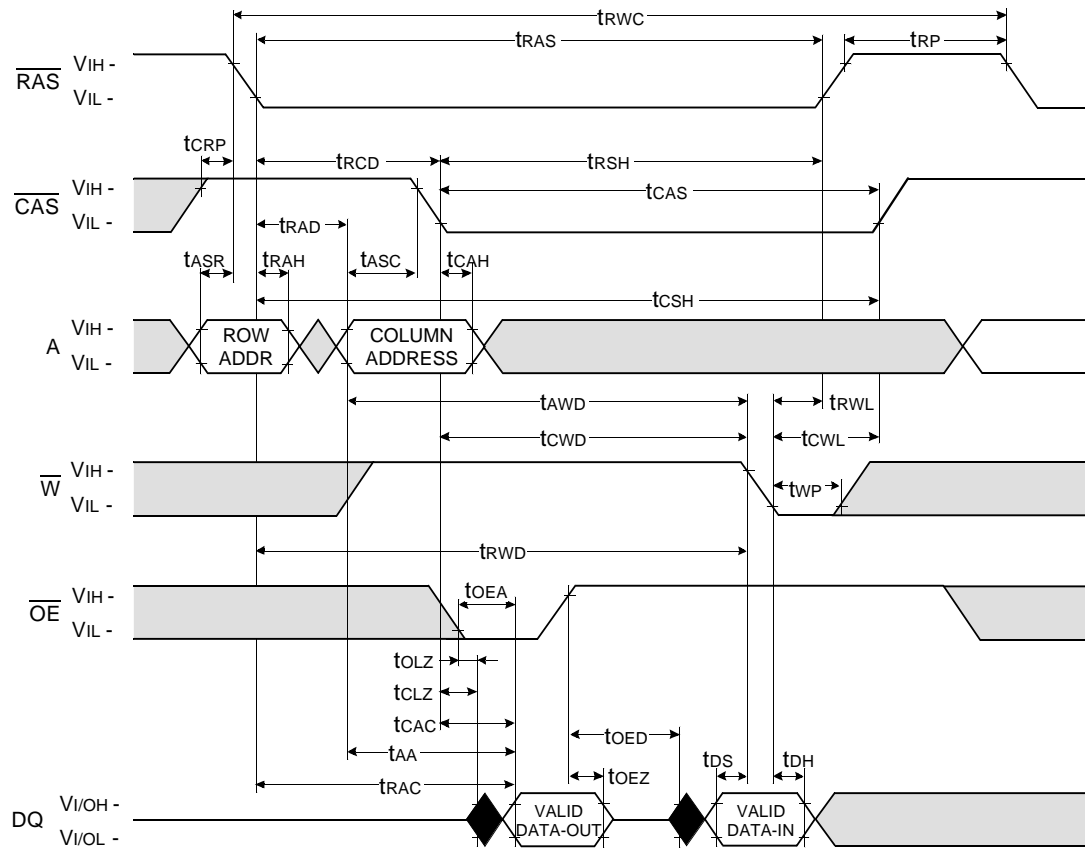 tRWC
tRAS
tRP
RAS
VIH -
VIL -
tCRP
tRCD
tRSH
CAS
VIH -
VIL -
tCAS
tRAD
tASR
tRAH
tASC
tCAH
tCSH
A
VIH -
VIL -
ROW
ADDR
COLUMN
ADDRESS
tAWD
tRWL
tCWD
tCWL
W
VIH -
VIL -
tWP
tRWD
OE
VIH -
VIL -
tOEA
tOLZ
tCLZ
tCAC
tOED
tAA
tDS
tDH
tOEZ
tRAC
DQ
VI/OH -
VI/OL -
VALID
DATA-OUT
VALID
DATA-IN